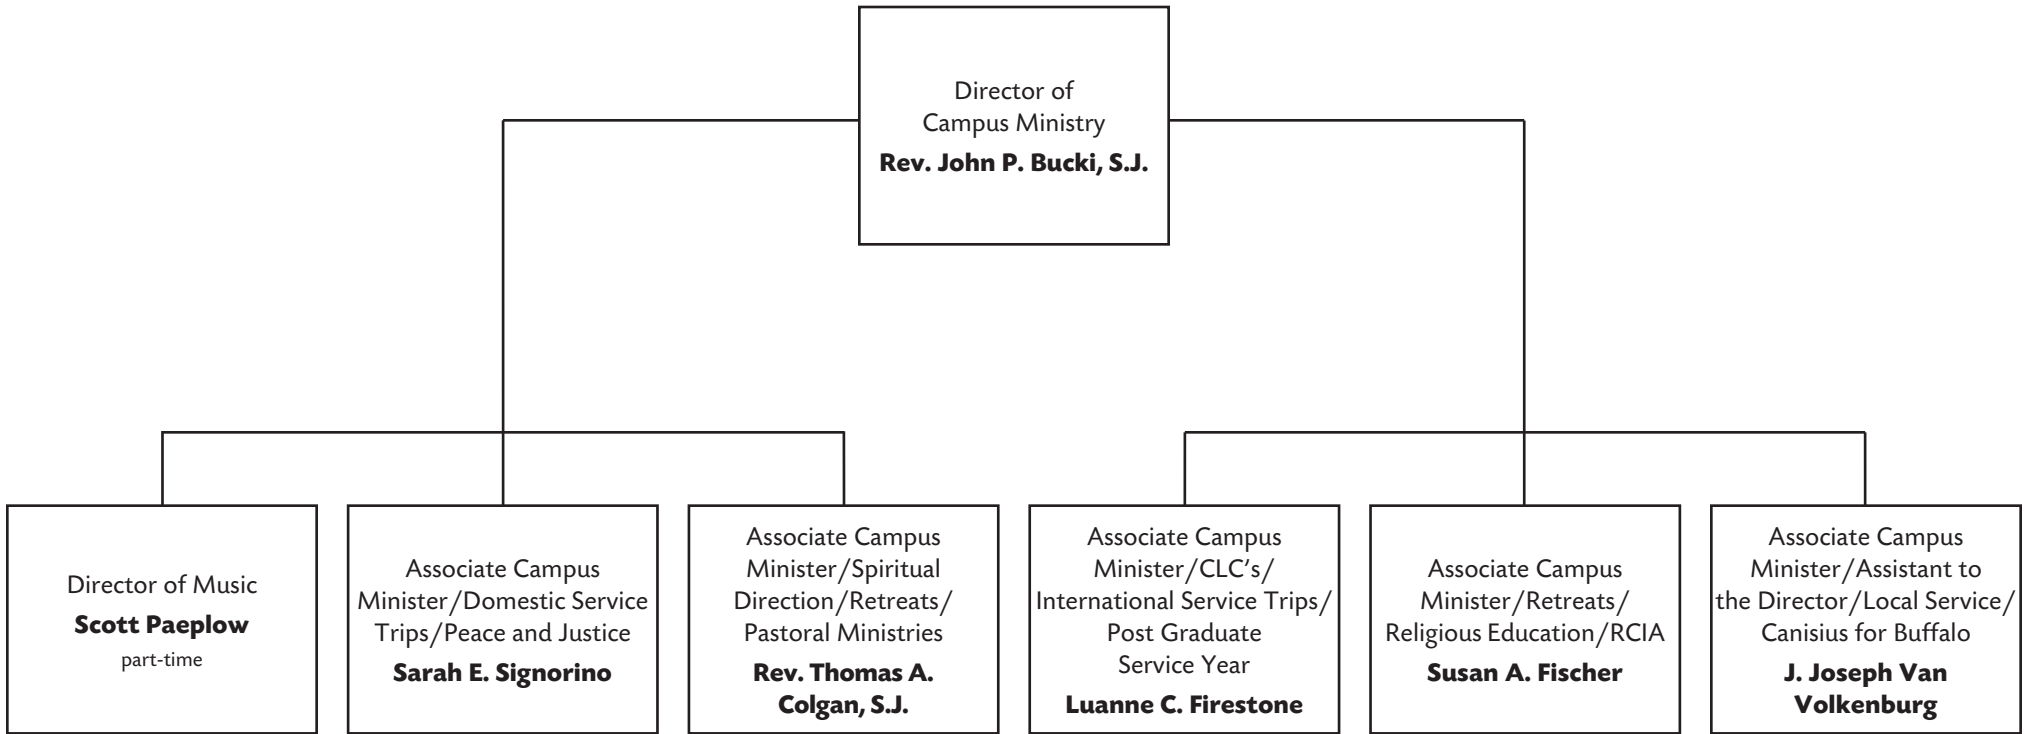 Director of
Campus Ministry
Rev. John P. Bucki, S.J.
Director of Music
Scott Paeplow
part-time
Associate Campus
Minister/Domestic Service
Trips/Peace and Justice
Sarah E. Signorino
Associate Campus
Minister/Spiritual
Direction/Retreats/
Pastoral Ministries
Rev. Thomas A.
Colgan, S.J.
Associate Campus
Minister/CLC's/
International Service Trips/
Post Graduate
Service Year
Luanne C. Firestone
Associate Campus
Minister/Retreats/
Religious Education/RCIA
Susan A. Fischer
Associate Campus
Minister/Assistant to
the Director/Local Service/
Canisius for Buffalo
J. Joseph Van
Volkenburg